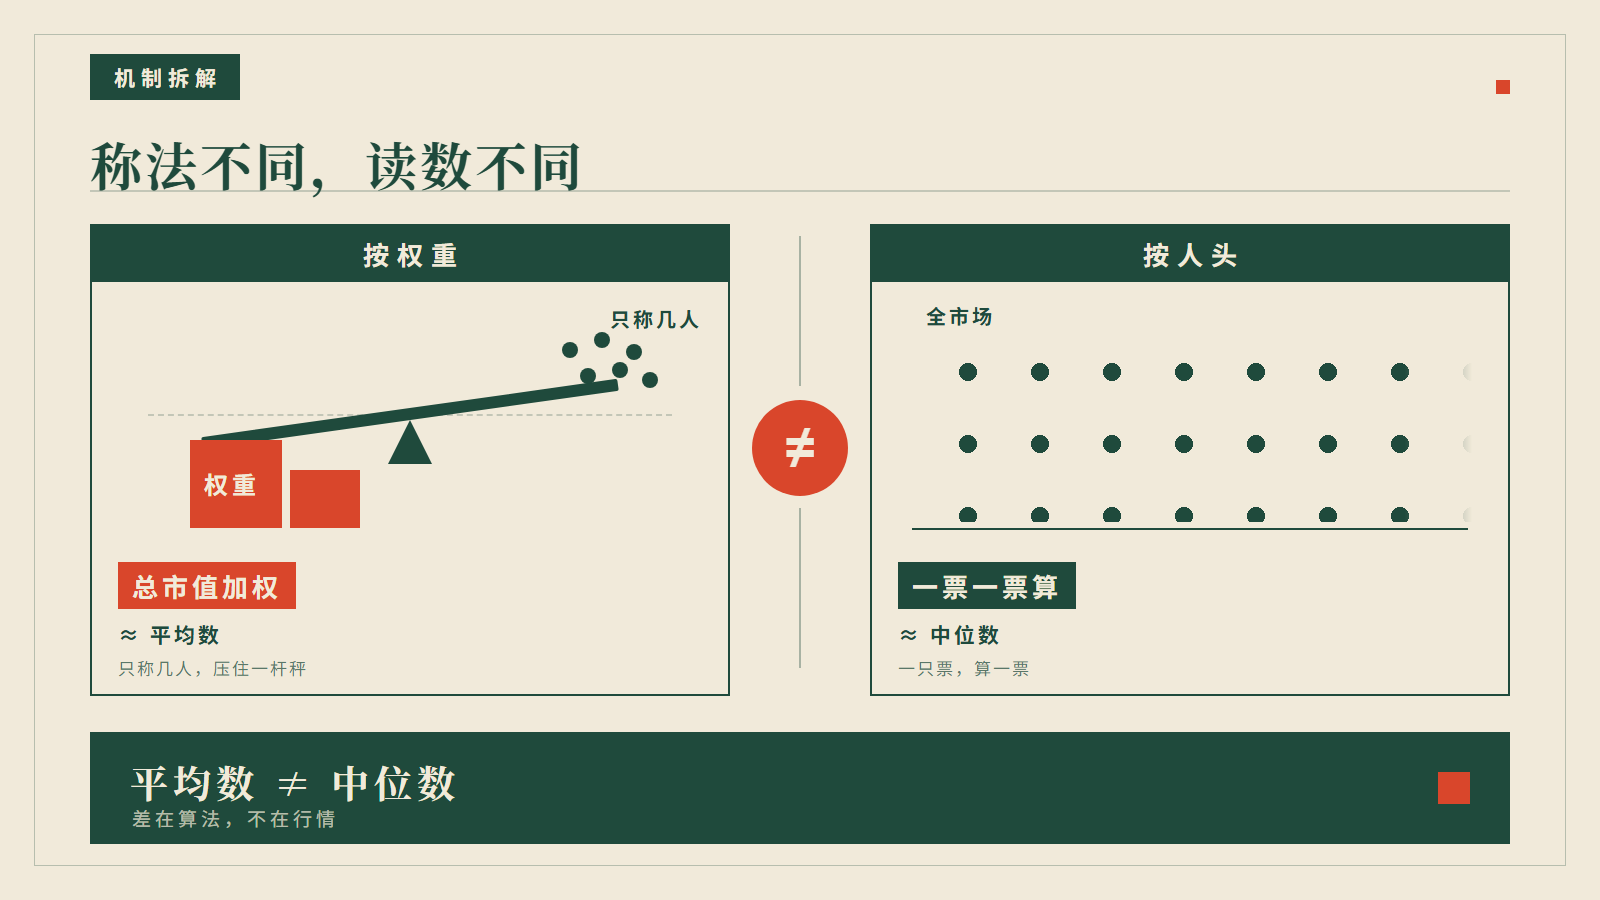 机制拆解
称法不同，读数不同
按权重
只称几人
权重
总市值加权
≈ 平均数
只称几人，压住一杆秤
≠
按人头
全市场
一票一票算
≈ 中位数
一只票，算一票
平均数 ≠ 中位数
差在算法，不在行情